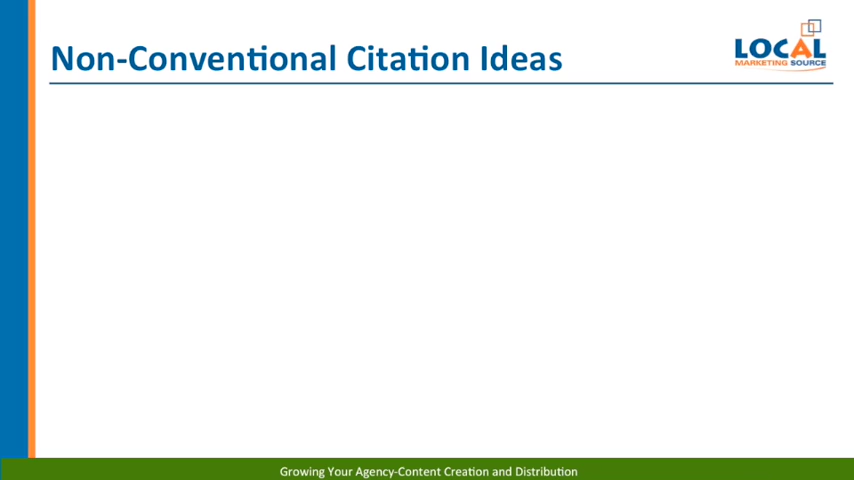 Non-Conventional Citation Ideas
LOCAL
MARKETING SOURCE
Growing Your Agency-Content Creation and Distribution